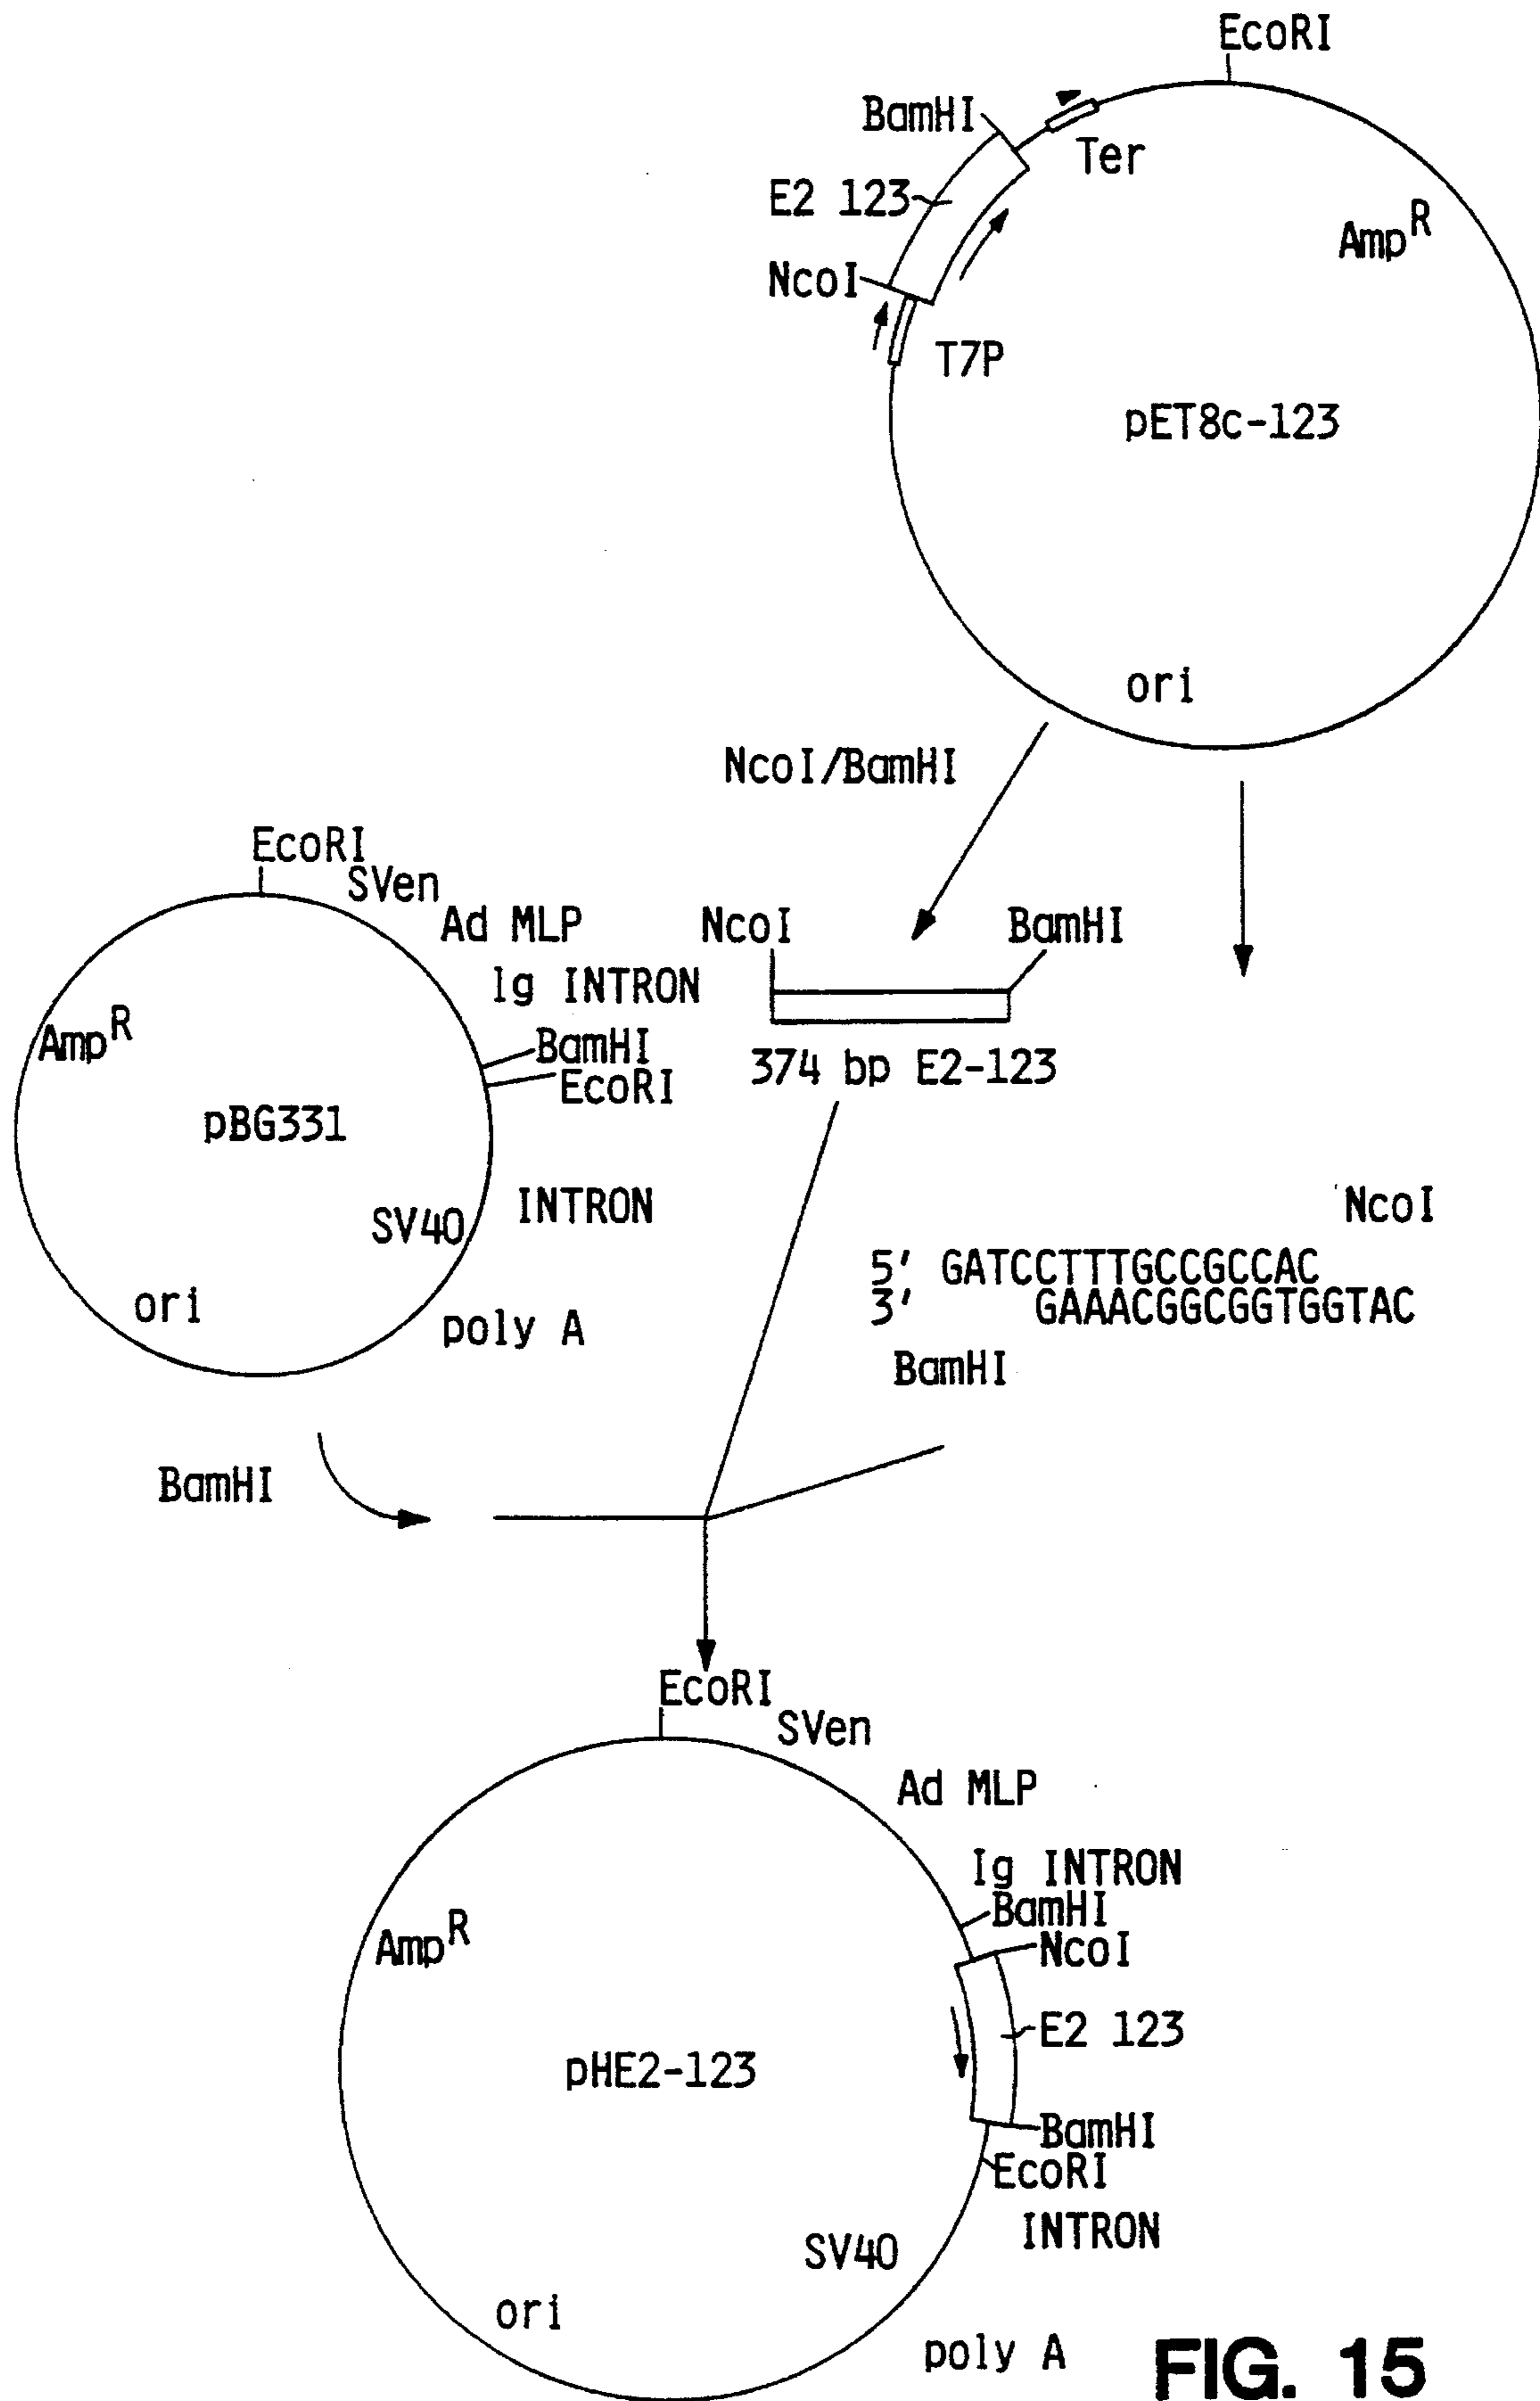 EcoRI
BamHI
Ter
E2 123
Amp^R
NcoI
T7P
pET8c-123
ori
NcoI/BamHI
EcoRI
SVen
Ad MLP
Ig INTRON
Amp^R
BamHI
EcoRI
pBG331
INTRON
SV40
ori
poly A
NcoI BamHI
374 bp E2-123
NcoI
5' GATCCTTTGCCGCCAC
3' GAAACGGCGGTGGTAC
BamHI
BamHI
EcoRI
SVen
Ad MLP
Ig INTRON
BamHI
NcoI
Amp^R
E2 123
pHE2-123
BamHI
EcoRI
INTRON
SV40
ori
poly A
FIG. 15